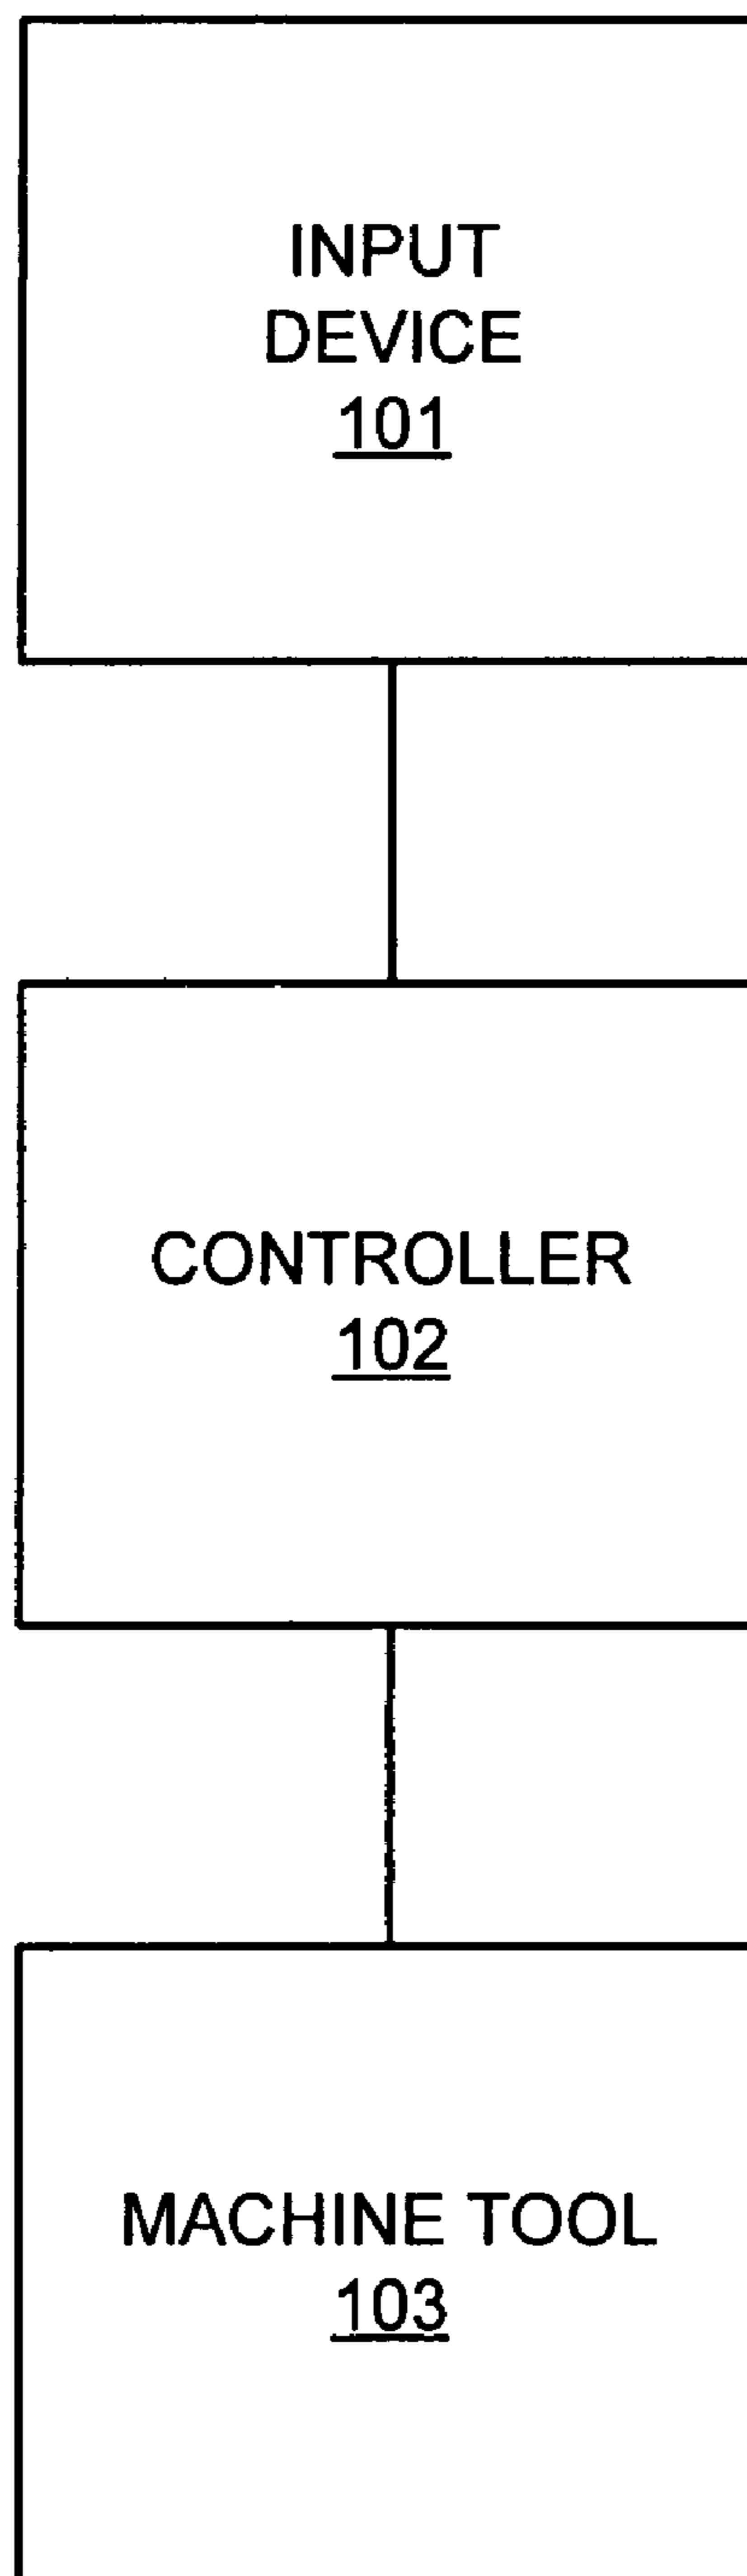 INPUT
DEVICE
101
CONTROLLER
102
MACHINE TOOL
103